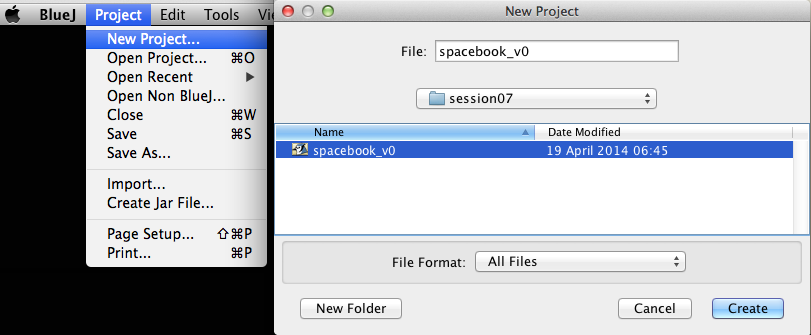 BlueJ Project Edit Tools
New Project...
Open Project... ⌘O
Open Recent ▶
Open Non BlueJ...
Close ⌘W
Save ⌘S
Save As...
Import...
Create Jar File...
Page Setup... ⇧⌘P
Print... ⌘P
New Project
File: spacebook_v0
session07
Name Date Modified
spacebook_v0 19 April 2014 06:45
File Format: All Files
New Folder Cancel Create